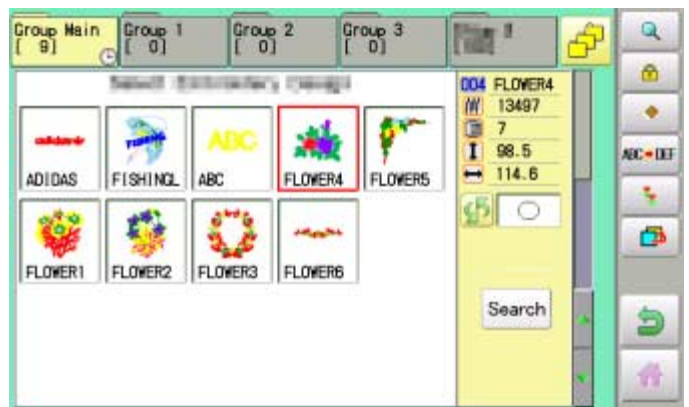 Group Main
[ 9]
Group 1
[ 0]
Group 2
[ 0]
Group 3
[ 0]
004 FLOWER4
13497
7
98.5
114.6
ABC
ADIDAS
FISHINGL
ABC
FLOWER4
FLOWER5
FLOWER1
FLOWER2
FLOWER3
FLOWER6
Search
ABC DEF